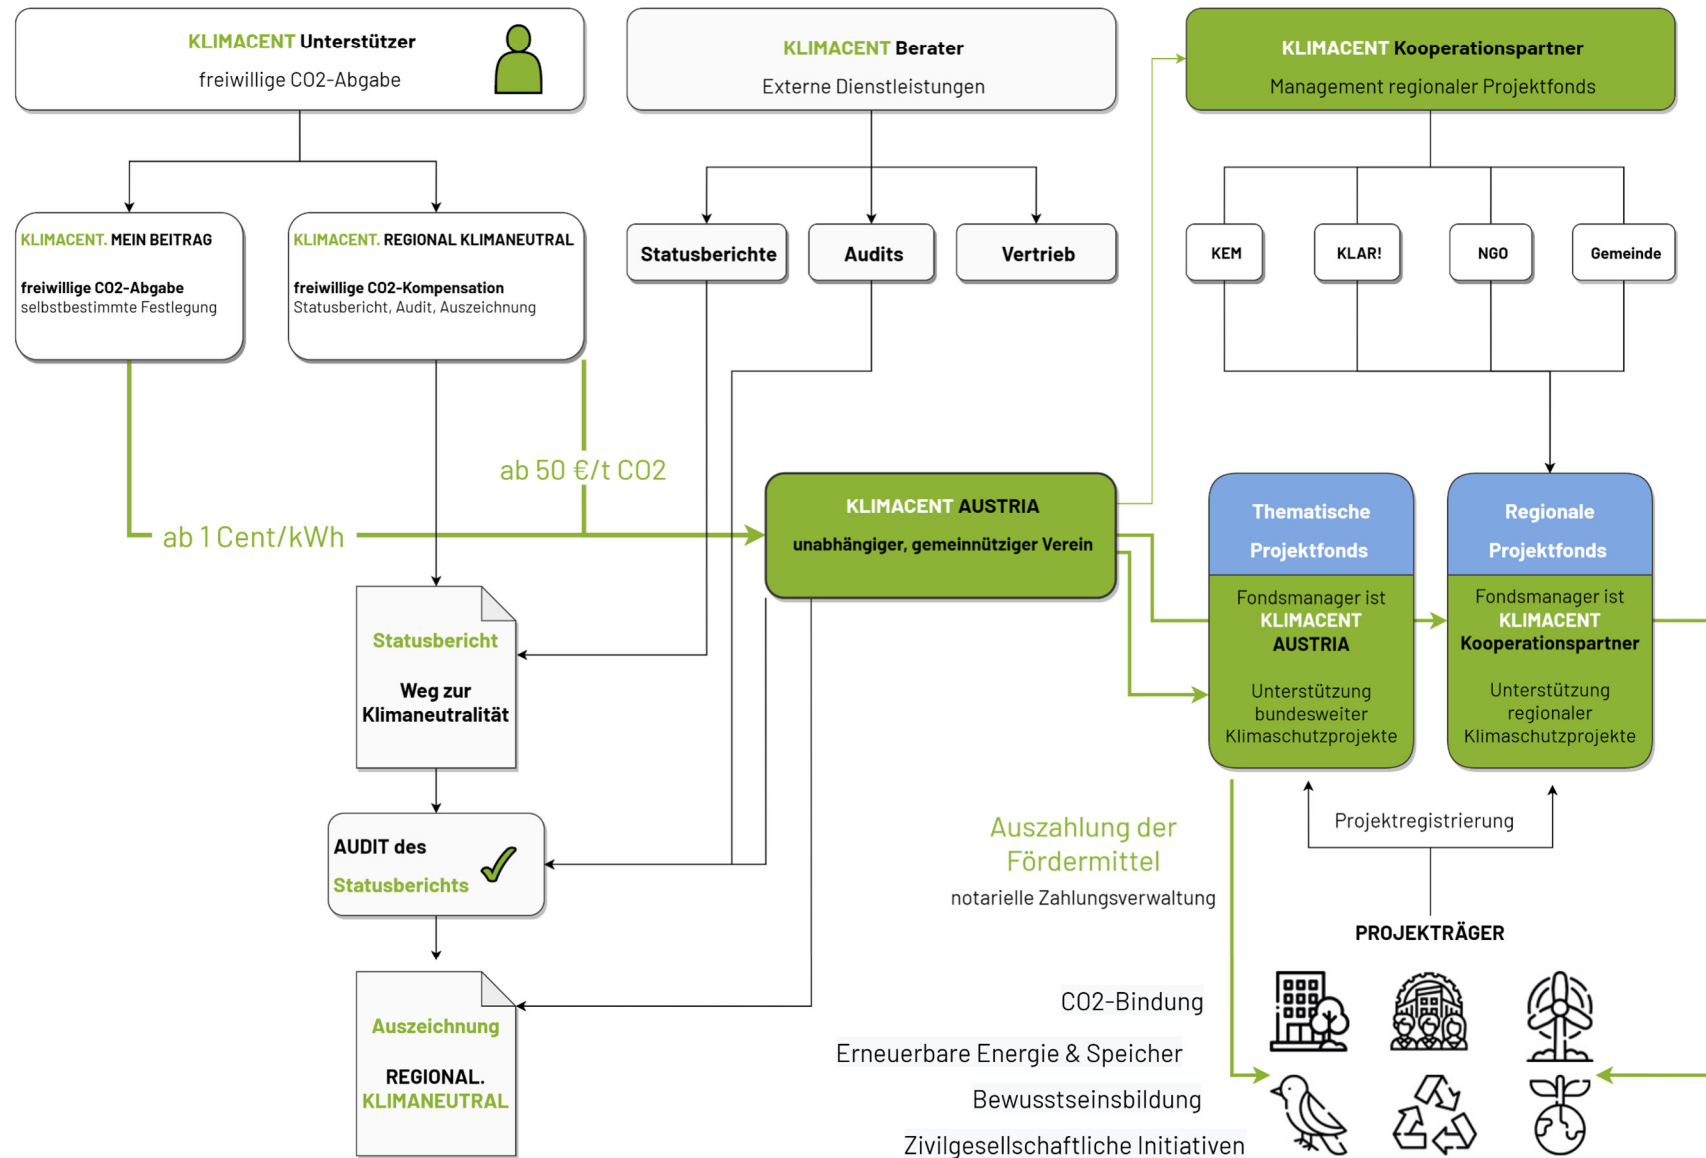 KLIMACENT Unterstützer
freiwillige CO2-Abgabe
KLIMACENT Berater
Externe Dienstleistungen
KLIMACENT Kooperationspartner
Management regionaler Projektfonds
KLIMACENT. MEIN BEITRAG
freiwillige CO2-Abgabe
selbstbestimmte Festlegung
KLIMACENT. REGIONAL KLIMANEUTRAL
freiwillige CO2-Kompensation
Statusbericht, Audit, Auszeichnung
Statusberichte
Audits
Vertrieb
KEM
KLAR!
NGO
Gemeinde
ab 50 €/t CO2
ab 1 Cent/kWh
KLIMACENT AUSTRIA
unabhängiger, gemeinnütziger Verein
Thematische
Projektfonds
Fondsmanager ist
KLIMACENT
AUSTRIA
Unterstützung
bundesweiter
Klimaschutzprojekte
Regionale
Projektfonds
Fondsmanager ist
KLIMACENT
Kooperationspartner
Unterstützung
regionaler
Klimaschutzprojekte
Statusbericht
Weg zur
Klimaneutralität
AUDIT des
Statusberichts
Auszeichnung
REGIONAL.
KLIMANEUTRAL
Auszahlung der
Fördermittel
notarielle Zahlungsverwaltung
Projektregistrierung
PROJEKTRÄGER
CO2-Bindung
Erneuerbare Energie & Speicher
Bewusstseinsbildung
Zivilgesellschaftliche Initiativen